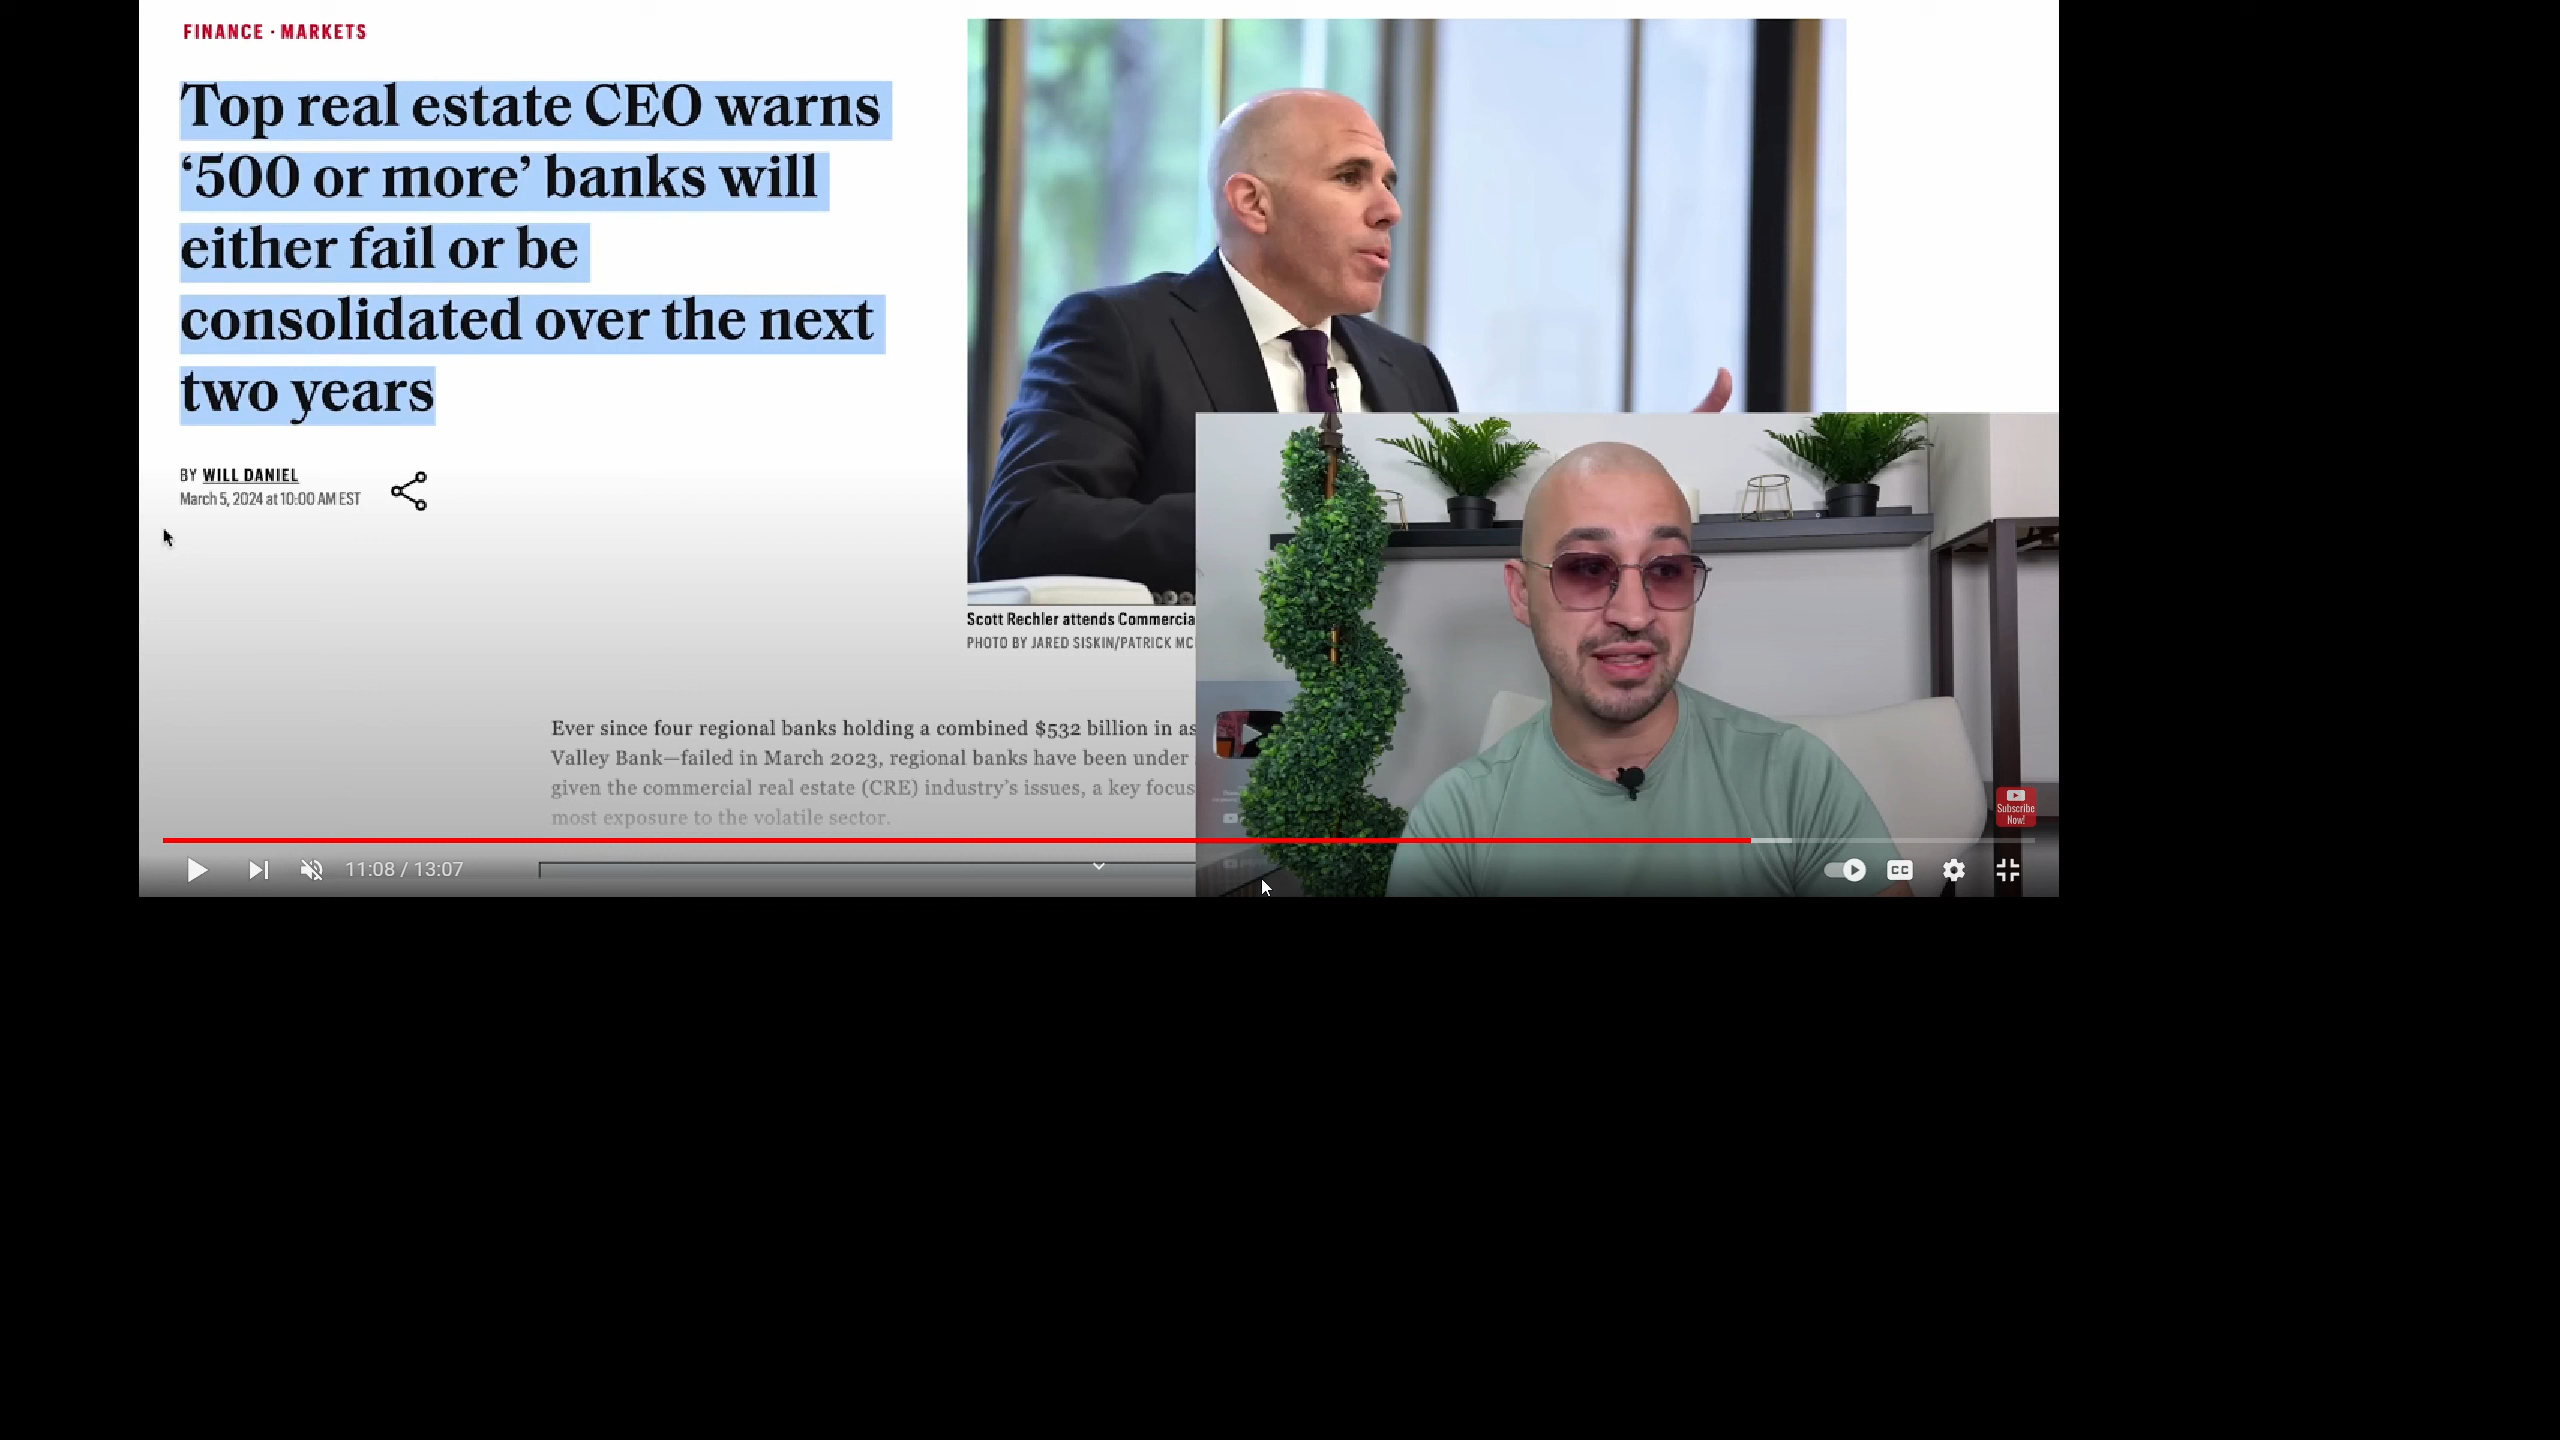 FINANCE · MARKETS
Top real estate CEO warns
‘500 or more’ banks will
either fail or be
consolidated over the next
two years
BY WILL DANIEL
March 5, 2024 at 10:00 AM EST
Scott Rechler attends Commercia
PHOTO BY JARED SISKIN/PATRICK MC
Ever since four regional banks holding a combined $532 billion in as
Valley Bank—failed in March 2023, regional banks have been under
given the commercial real estate (CRE) industry’s issues, a key focus
most exposure to the volatile sector.
Subscribe
Now!
11:08 / 13:07
CC